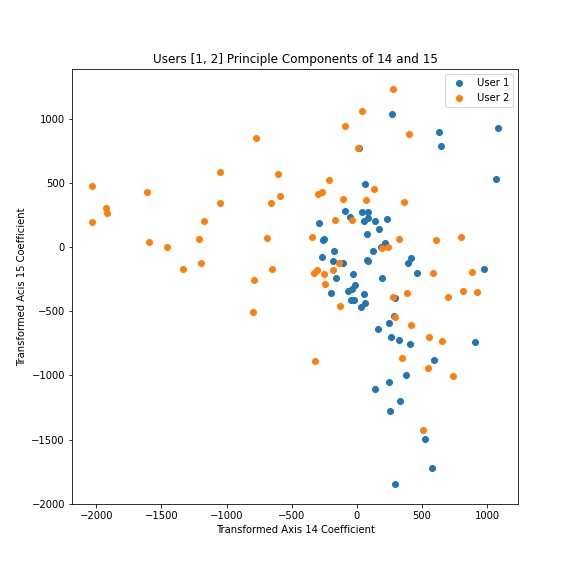 Users [1, 2] Principle Components of 14 and 15
User 1
User 2
1000
500
0
−500
−1000
−1500
−2000
Transformed Acis 15 Coefficient
−2000
−1500
−1000
−500
0
500
1000
Transformed Axis 14 Coefficient